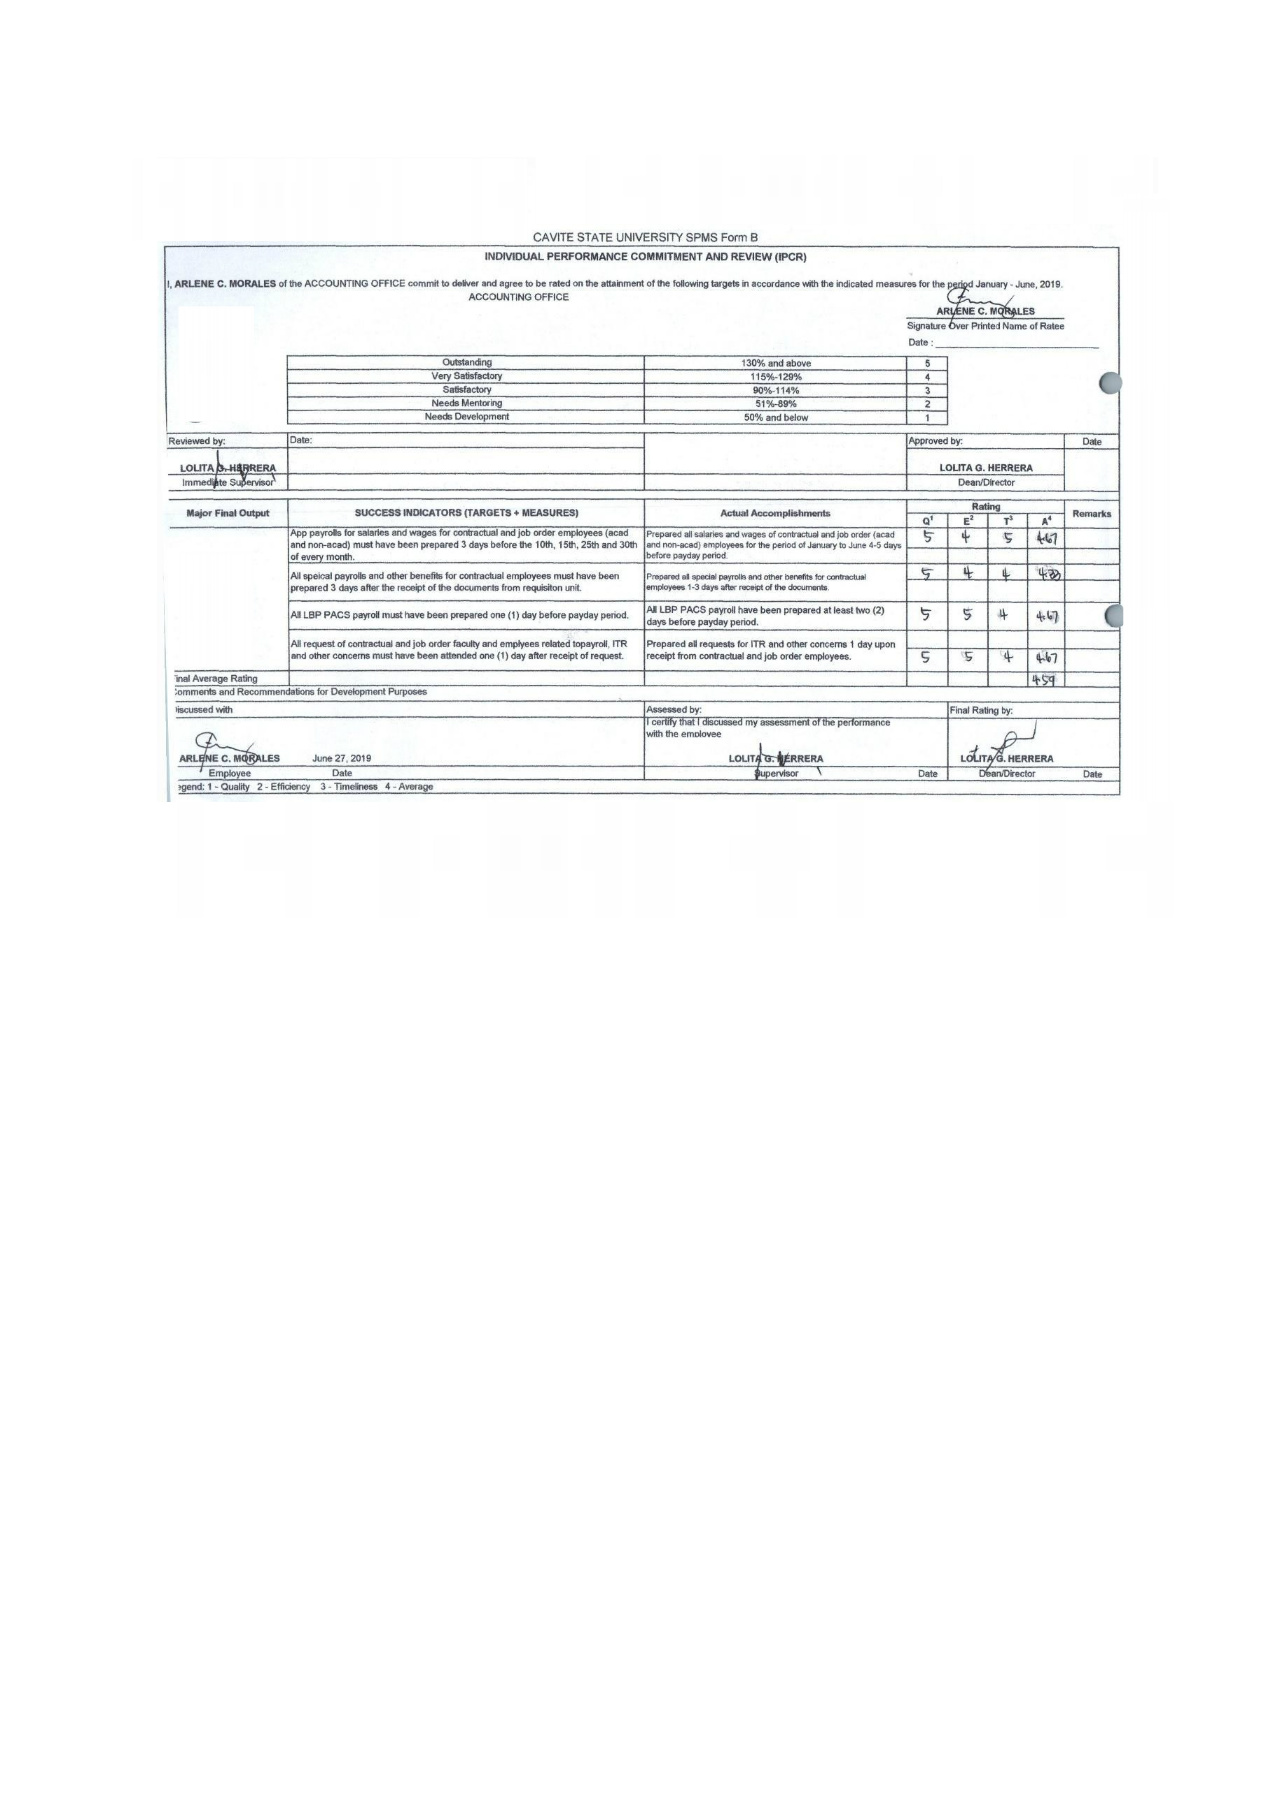 CAVITE STATE UNIVERSITY SPMS Form B
INDIVIDUAL PERFORMANCE COMMITMENT AND REVIEW (IPCR)
I, ARLENE C. MORALES of the ACCOUNTING OFFICE commit to deliver and agree to be rated on the attainment of the following targets in accordance with the indicated measures for the period January - June, 2019.
ACCOUNTING OFFICE
ARLENE C. MORALES
Signature Over Printed Name of Ratee
Date :
Outstanding 130% and above 5
Very Satisfactory 115%-129% 4
Satisfactory 90%-114% 3
Needs Mentoring 51%-89% 2
Needs Development 50% and below 1
Reviewed by: Date: Approved by: Date
LOLITA G. HERRERA LOLITA G. HERRERA
Immediate Supervisor Dean/Director
Major Final Output SUCCESS INDICATORS (TARGETS + MEASURES) Actual Accomplishments Rating Remarks
Q¹ E² T³ A⁴
App payrolls for salaries and wages for contractual and job order employees (acad
and non-acad) must have been prepared 3 days before the 10th, 15th, 25th and 30th
of every month.
Prepared all salaries and wages of contractual and job order (acad
and non-acad) employees for the period of January to June 4-5 days
before payday period.
5 4 5 4.67
All speical payrolls and other benefits for contractual employees must have been
prepared 3 days after the receipt of the documents from requisiton unit.
Prepared all special payrolls and other benefits for contractual
employees 1-3 days after receipt of the documents.
5 4 4 4.33
All LBP PACS payroll must have been prepared one (1) day before payday period.
All LBP PACS payroll have been prepared at least two (2)
days before payday period.
5 5 4 4.67
All request of contractual and job order faculty and emplyees related topayroll, ITR
and other concerns must have been attended one (1) day after receipt of request.
Prepared all requests for ITR and other concerns 1 day upon
receipt from contractual and job order employees.
5 5 4 4.67
inal Average Rating 4.59
omments and Recommendations for Development Purposes
iscussed with Assessed by: Final Rating by:
I certify that I discussed my assessment of the performance
with the employee
ARLENE C. MORALES June 27, 2019 LOLITA G. HERRERA LOLITA G. HERRERA
Employee Date Supervisor Date Dean/Director Date
egend: 1 - Quality 2 - Efficiency 3 - Timeliness 4 - Average